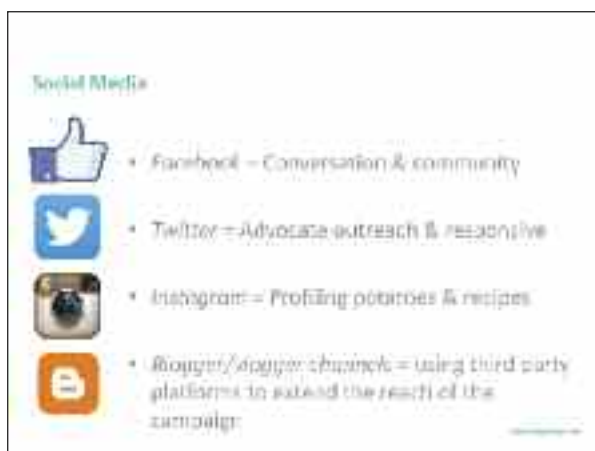 Social Media
• Facebook – Conversation & community
• Twitter = Advocate outreach & responsive
• Instagram = Profiling potatoes & recipes
• Blogger/vlogger channels = using third party
platforms to extend the reach of the
campaign